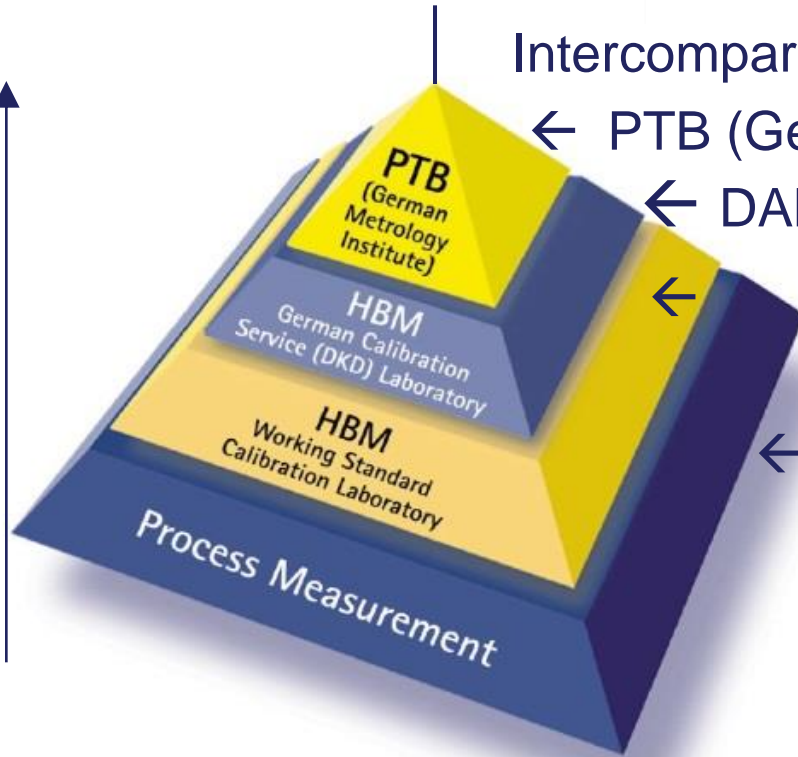 Intercompar
← PTB (Ge
← DA
←
←
PTB
(German
Metrology
Institute)
HBM
German Calibration
Service (DKD) Laboratory
HBM
Working Standard
Calibration Laboratory
Process Measurement